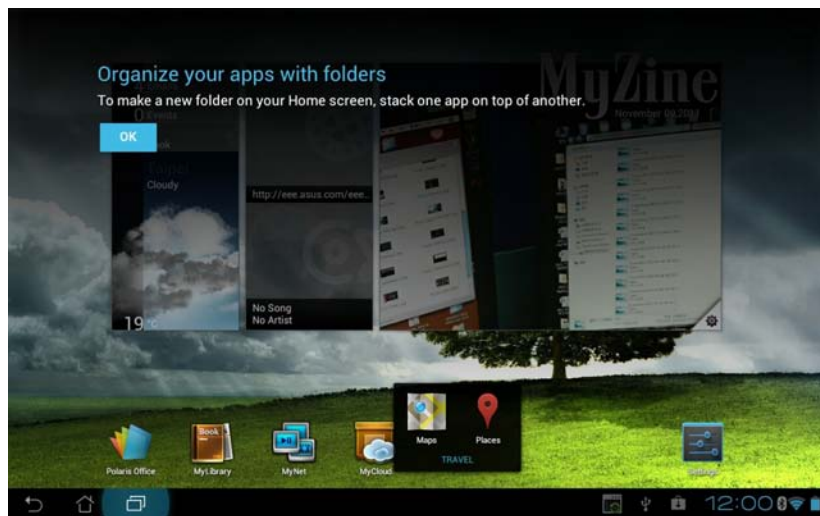 Organize your apps with folders
MyZine
To make a new folder on your Home screen, stack one app on top of another.
Events
OK
Taipei
Cloudy
http://eee.asus.com/eee..
No Song
No Artist
19
Maps
Places
TRAVEL
Polaris Office
MyLibrary
MyNet
MyCloud
Settings
12:00